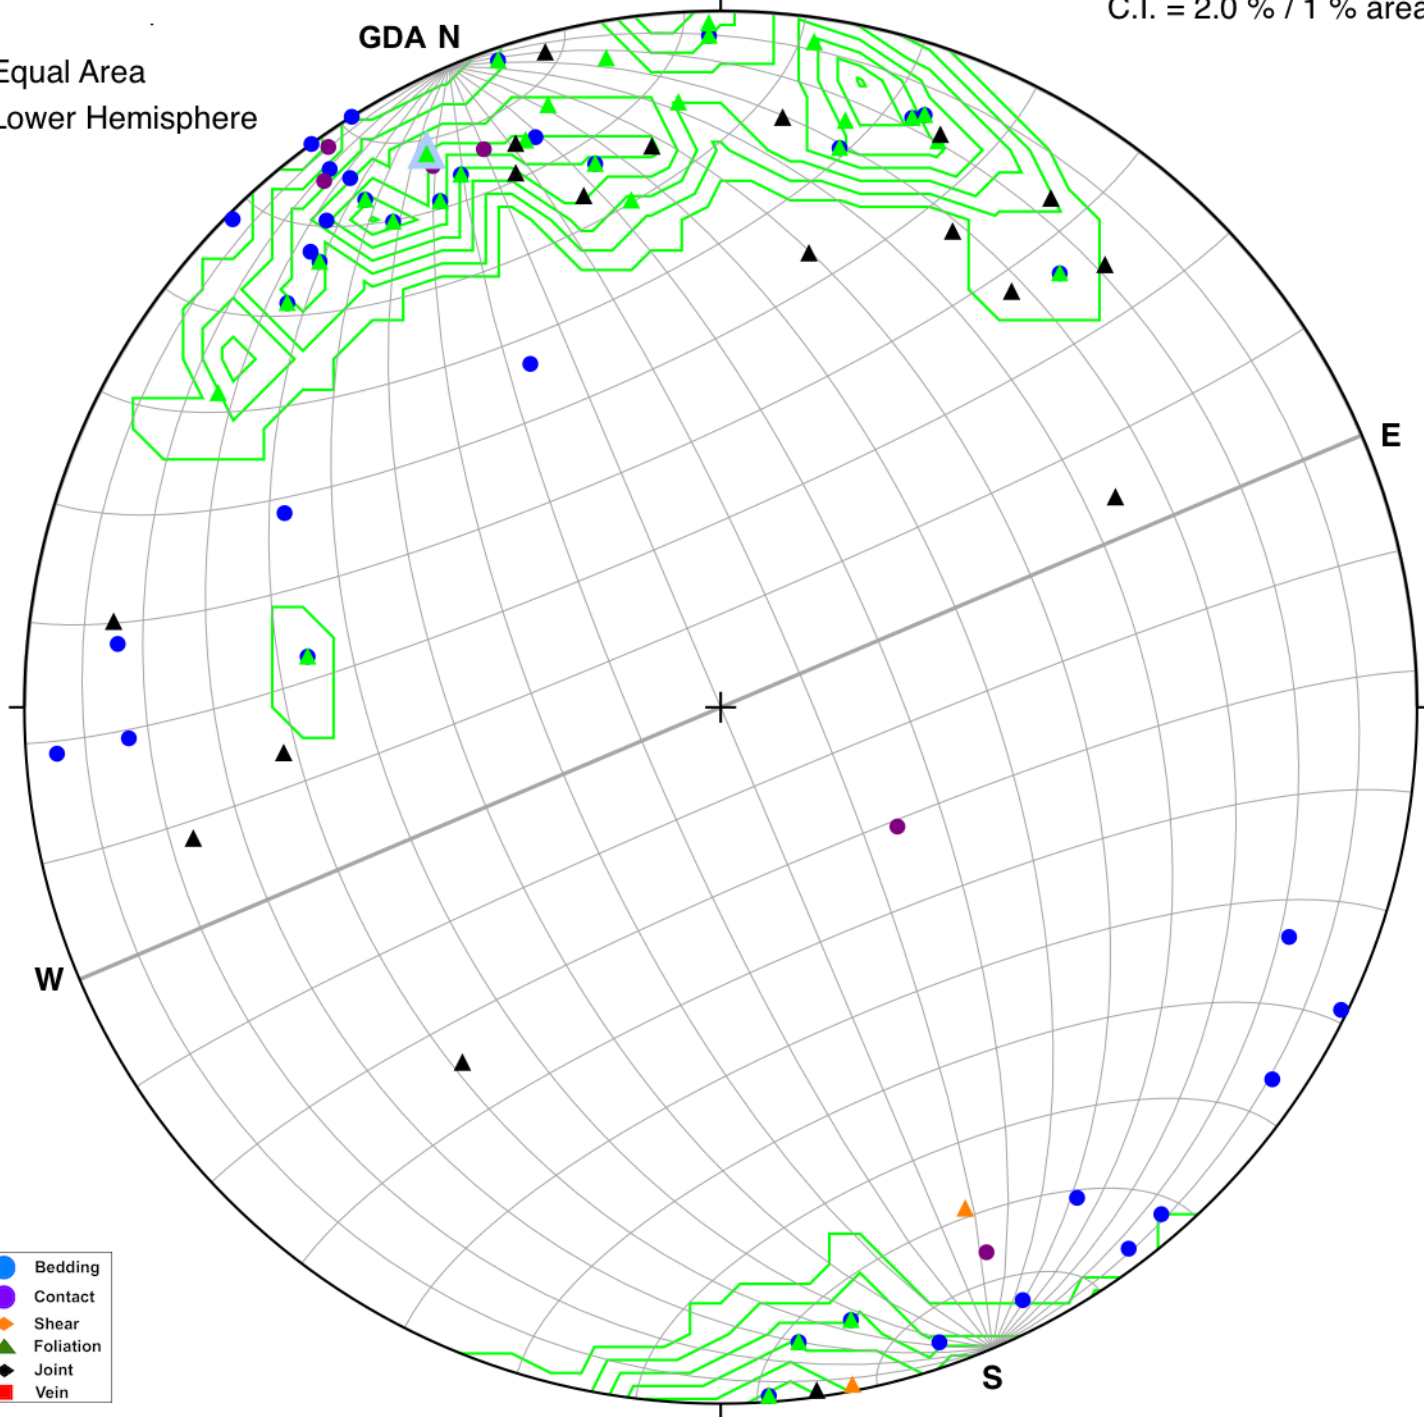 C.I. = 2.0 % / 1 % area
GDA N
Equal Area
Lower Hemisphere
E
W
S
Bedding
Contact
Shear
Foliation
Joint
Vein